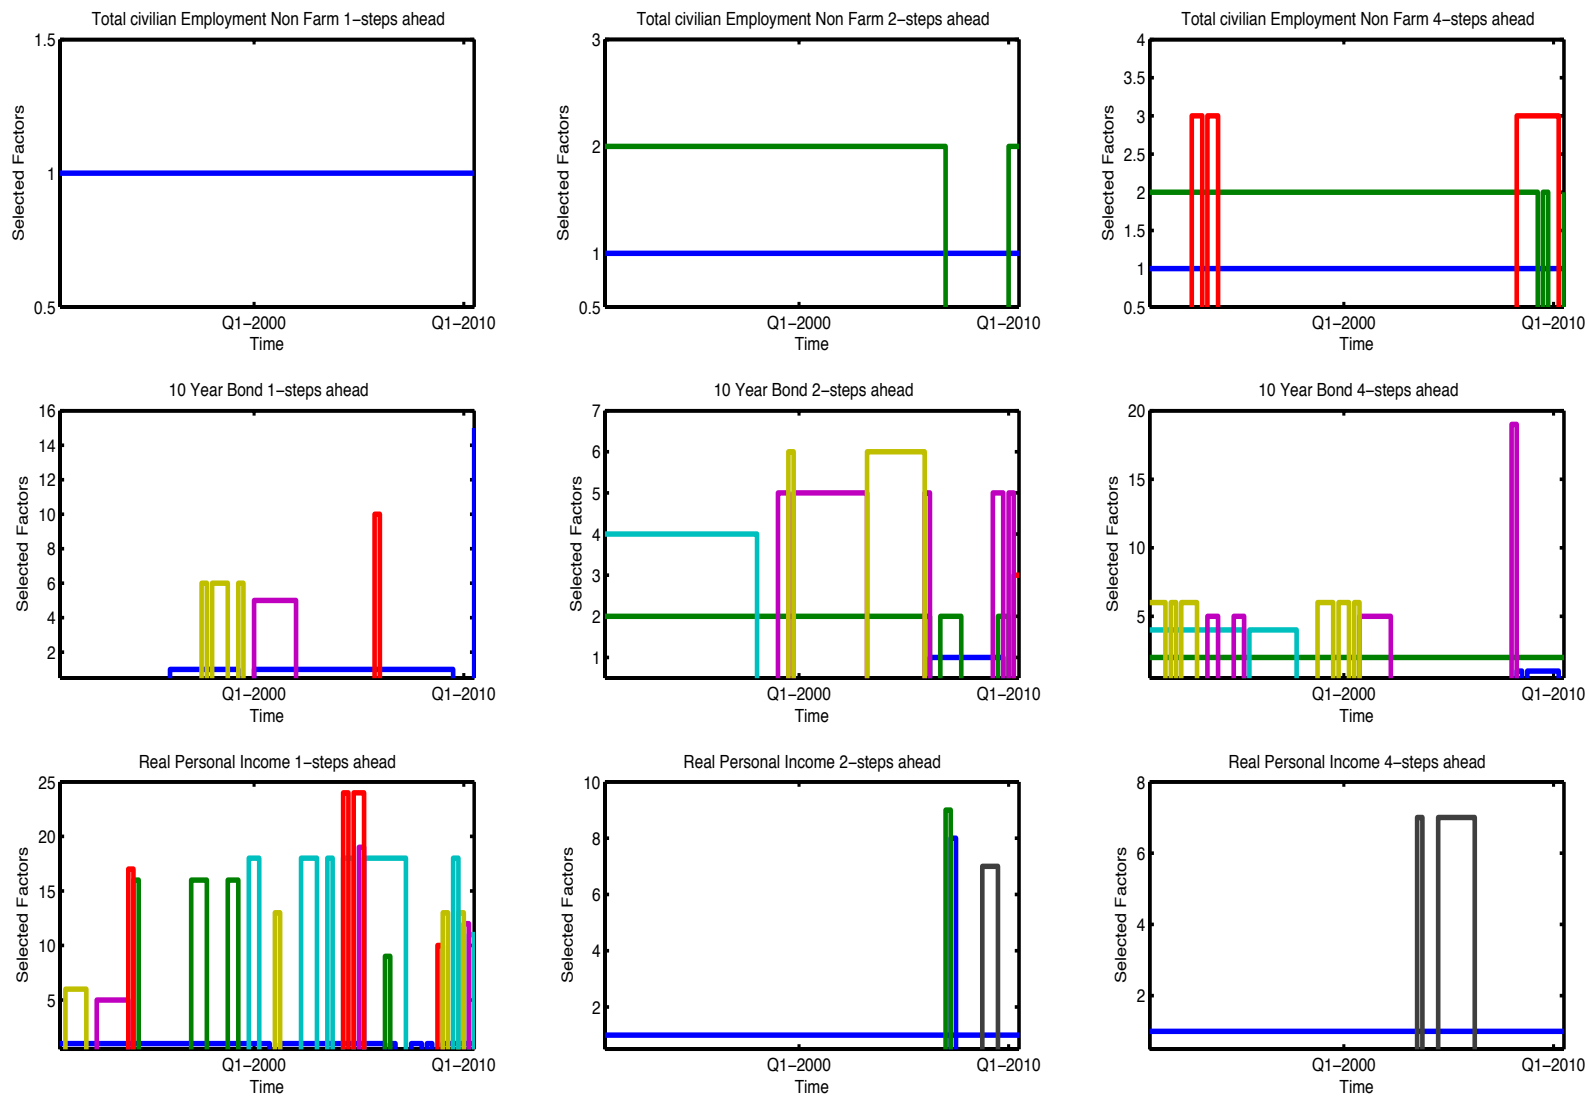 Total civilian Employment Non Farm 1−steps ahead
Total civilian Employment Non Farm 2−steps ahead
Total civilian Employment Non Farm 4−steps ahead
1.5
1
0.5
Selected Factors
Q1−2000
Q1−2010
Time
3
2
1
0.5
Selected Factors
Q1−2000
Q1−2010
Time
4
3.5
3
2.5
2
1.5
1
0.5
Selected Factors
Q1−2000
Q1−2010
Time
10 Year Bond 1−steps ahead
10 Year Bond 2−steps ahead
10 Year Bond 4−steps ahead
16
14
12
10
8
6
4
2
Selected Factors
Q1−2000
Q1−2010
Time
7
6
5
4
3
2
1
Selected Factors
Q1−2000
Q1−2010
Time
20
15
10
5
Selected Factors
Q1−2000
Q1−2010
Time
Real Personal Income 1−steps ahead
Real Personal Income 2−steps ahead
Real Personal Income 4−steps ahead
25
20
15
10
5
Selected Factors
Q1−2000
Q1−2010
Time
10
8
6
4
2
Selected Factors
Q1−2000
Q1−2010
Time
8
6
4
2
Selected Factors
Q1−2000
Q1−2010
Time